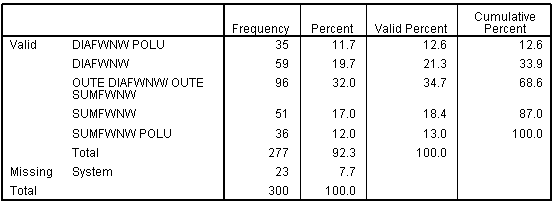 Frequency Percent Valid Percent Cumulative Percent
Valid DIAFWNW POLU 35 11.7 12.6 12.6
DIAFWNW 59 19.7 21.3 33.9
OUTE DIAFWNW/ OUTE SUMFWNW 96 32.0 34.7 68.6
SUMFWNW 51 17.0 18.4 87.0
SUMFWNW POLU 36 12.0 13.0 100.0
Total 277 92.3 100.0
Missing System 23 7.7
Total 300 100.0